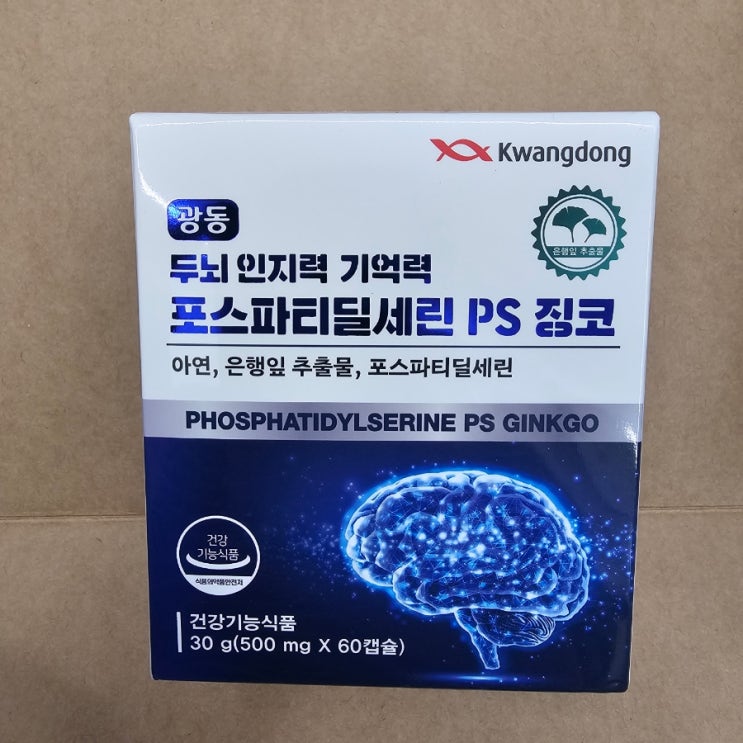 Kwangdong
광동
은행잎 추출물
두뇌 인지력 기억력
포스파티딜세린 PS 징코
아연, 은행잎 추출물, 포스파티딜세린
PHOSPHATIDYLSERINE PS GINKGO
건강
기능식품
식품의약품안전처
건강기능식품
30 g(500 mg X 60캡슐)